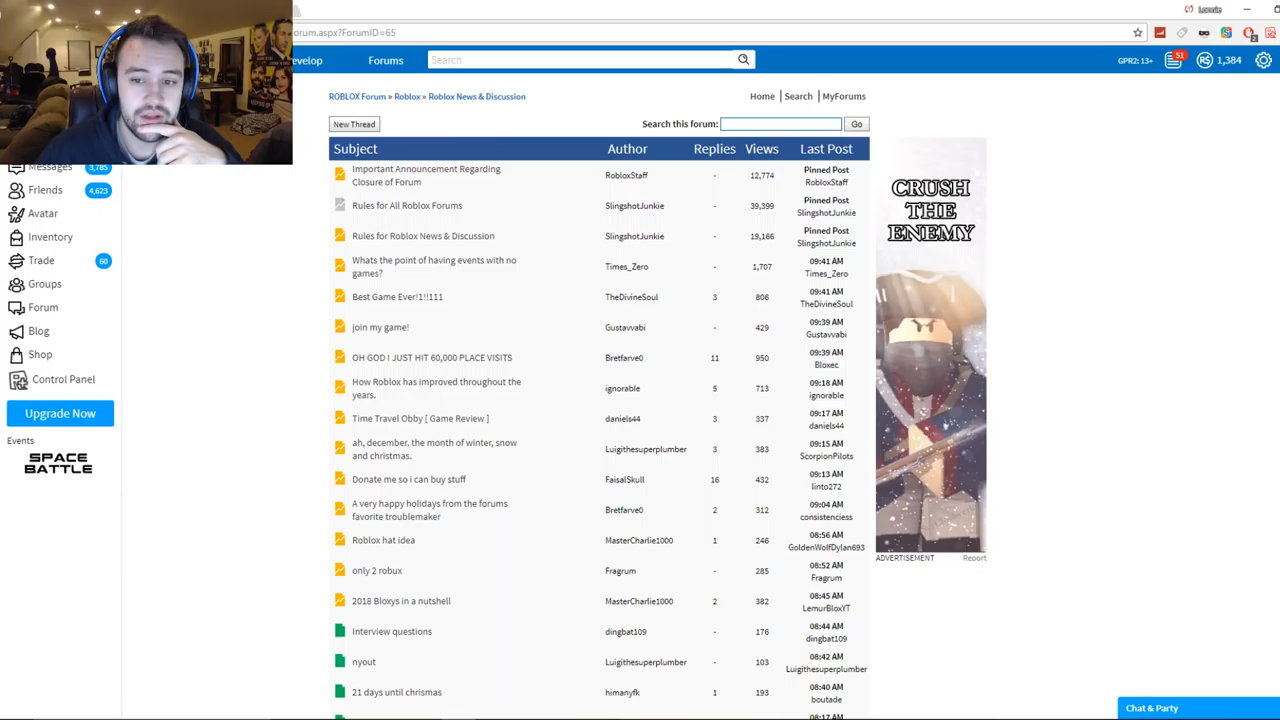 Lonnie
orum.aspx?ForumID=65
evelop
Forums
Search
GPR2: 13+
51
R$ 1,384
ROBLOX Forum » Roblox » Roblox News & Discussion
Home | Search | MyForums
New Thread
Search this forum:
Go
Messages 3,785
Friends 4,623
Avatar
Inventory
Trade 60
Groups
Forum
Blog
Shop
Control Panel
Upgrade Now
Events
SPACE
BATTLE
Subject Author Replies Views Last Post
Important Announcement Regarding
Closure of Forum
RobloxStaff - 12,774
Pinned Post
RobloxStaff
Rules for All Roblox Forums SlingshotJunkie - 39,399
Pinned Post
SlingshotJunkie
Rules for Roblox News & Discussion SlingshotJunkie - 19,166
Pinned Post
SlingshotJunkie
Whats the point of having events with no
games?
Times_Zero - 1,707
09:41 AM
Times_Zero
Best Game Ever!1!!111 TheDivineSoul 3 806
09:41 AM
TheDivineSoul
join my game! Gustavvabi - 429
09:39 AM
Gustavvabi
OH GOD I JUST HIT 60,000 PLACE VISITS Bretfarve0 11 950
09:39 AM
Bloxec
How Roblox has improved throughout the
years.
ignorable 5 713
09:18 AM
ignorable
Time Travel Obby [ Game Review ] daniels44 3 337
09:17 AM
daniels44
ah, december. the month of winter, snow
and christmas.
Luigithesuperplumber 3 383
09:15 AM
ScorpionPilots
Donate me so i can buy stuff FaisalSkull 16 432
09:13 AM
linto272
A very happy holidays from the forums
favorite troublemaker
Bretfarve0 2 312
09:04 AM
consistenciess
Roblox hat idea MasterCharlie1000 1 246
08:56 AM
GoldenWolfDylan693
only 2 robux Fragrum - 285
08:52 AM
Fragrum
2018 Bloxys in a nutshell MasterCharlie1000 2 382
08:45 AM
LemurBloxYT
Interview questions dingbat109 - 176
08:44 AM
dingbat109
nyout Luigithesuperplumber - 103
08:42 AM
Luigithesuperplumber
21 days until chrismas himanyfk 1 193
08:40 AM
boutade
08:17 AM
CRUSH
THE
ENEMY
ADVERTISEMENT
Report
Chat & Party